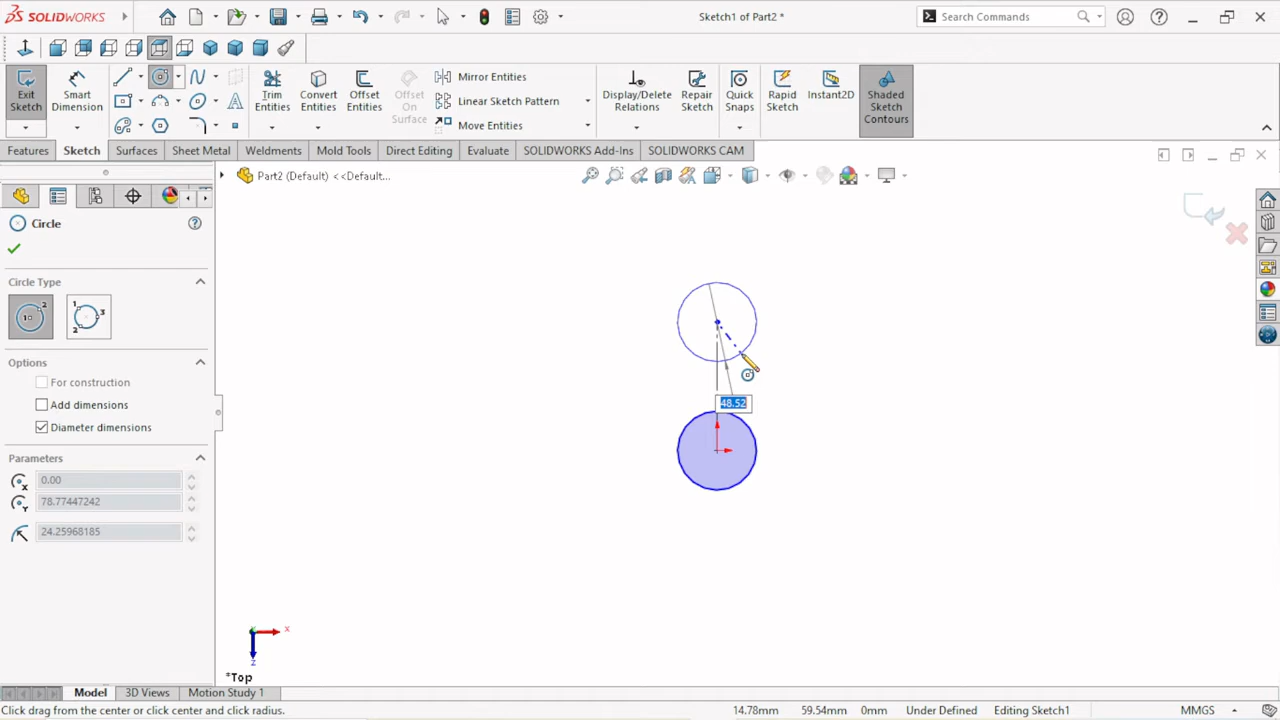 SOLIDWORKS
Sketch1 of Part2 *
Search Commands
Exit Sketch
Smart Dimension
Trim Entities
Convert Entities
Offset Entities
Offset On Surface
Mirror Entities
Linear Sketch Pattern
Move Entities
Display/Delete Relations
Repair Sketch
Quick Snaps
Rapid Sketch
Instant2D
Shaded Sketch Contours
Features
Sketch
Surfaces
Sheet Metal
Weldments
Mold Tools
Direct Editing
Evaluate
SOLIDWORKS Add-Ins
SOLIDWORKS CAM
Part2 (Default) <<Default...
Circle
Circle Type
Options
For construction
Add dimensions
Diameter dimensions
Parameters
0.00
78.77447242
24.25968185
48.52
x
z
*Top
Model
3D Views
Motion Study 1
Click drag from the center or click center and click radius.
14.78mm
59.54mm
0mm
Under Defined
Editing Sketch1
MMGS